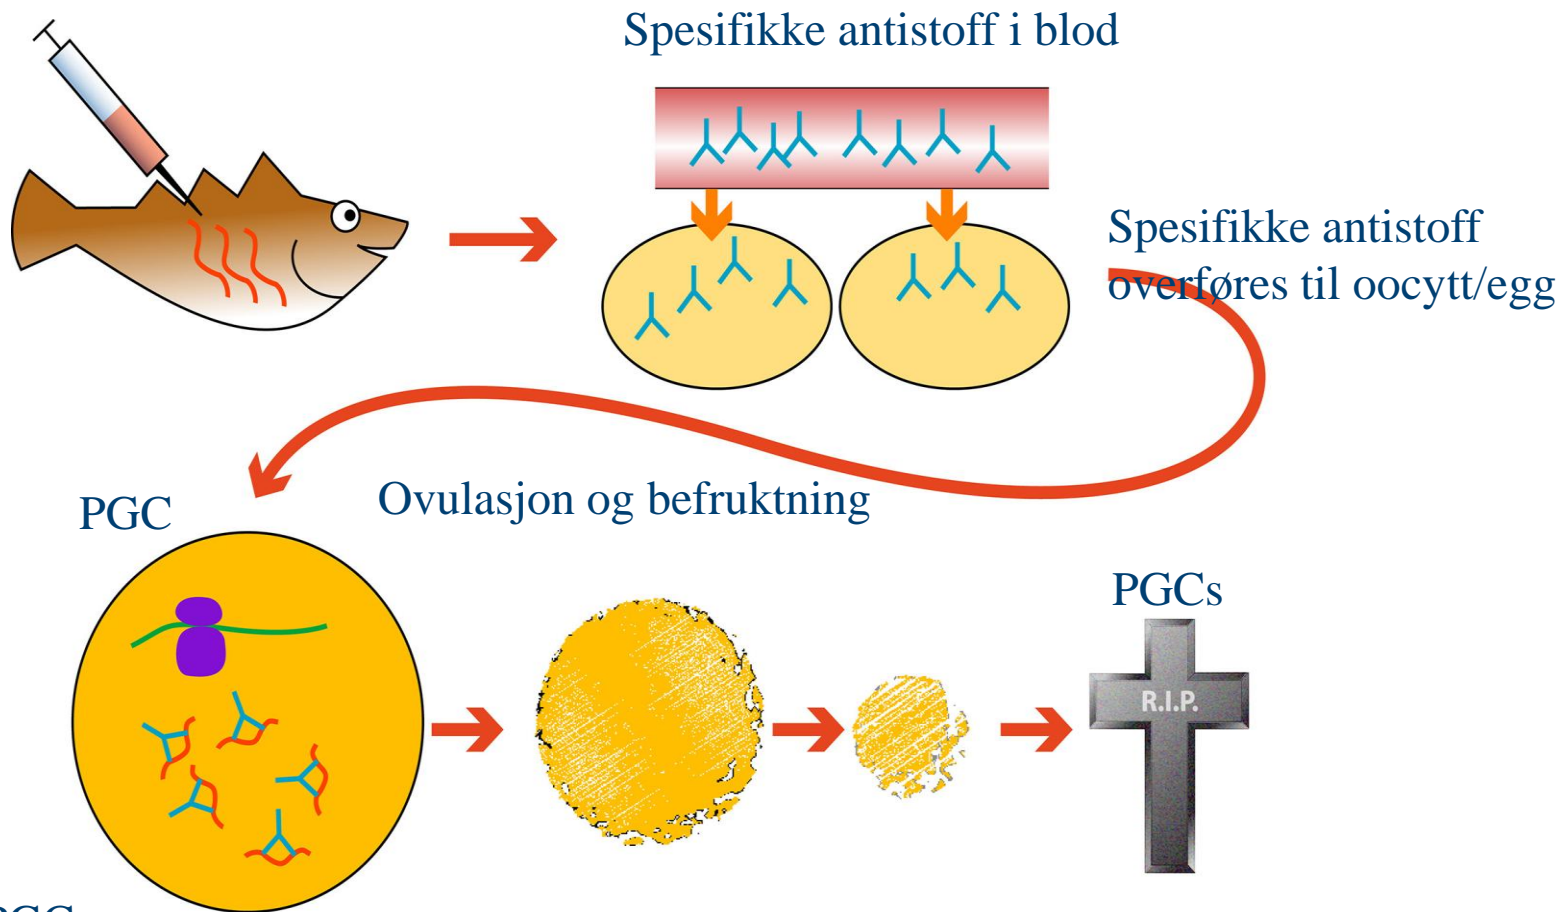 Spesifikke antistoff i blod
Spesifikke antistoff
overføres til oocytt/egg
Ovulasjon og befruktning
PGC
PGCs
R.I.P.